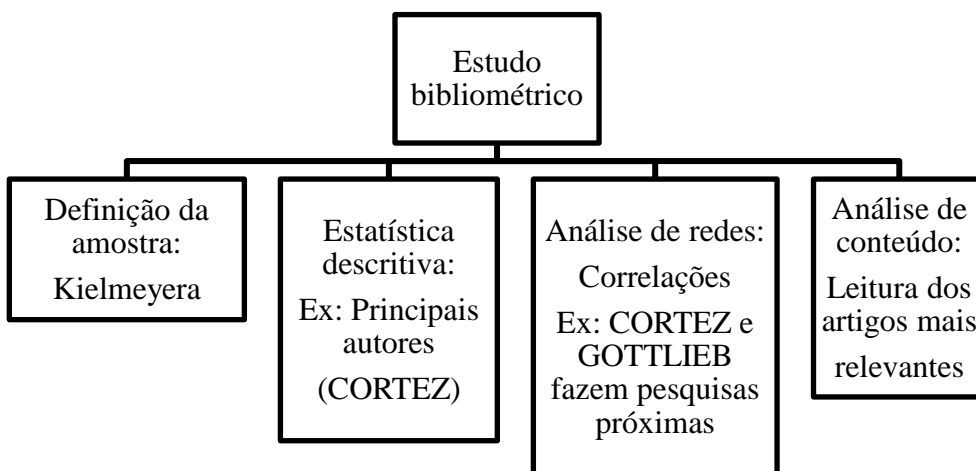 Estudo
bibliométrico
Definição da
amostra:
Kielmeyera
Estatística
descritiva:
Ex: Principais
autores
(CORTEZ)
Análise de redes:
Correlações
Ex: CORTEZ e
GOTTLIEB
fazem pesquisas
próximas
Análise de
conteúdo:
Leitura dos
artigos mais
relevantes